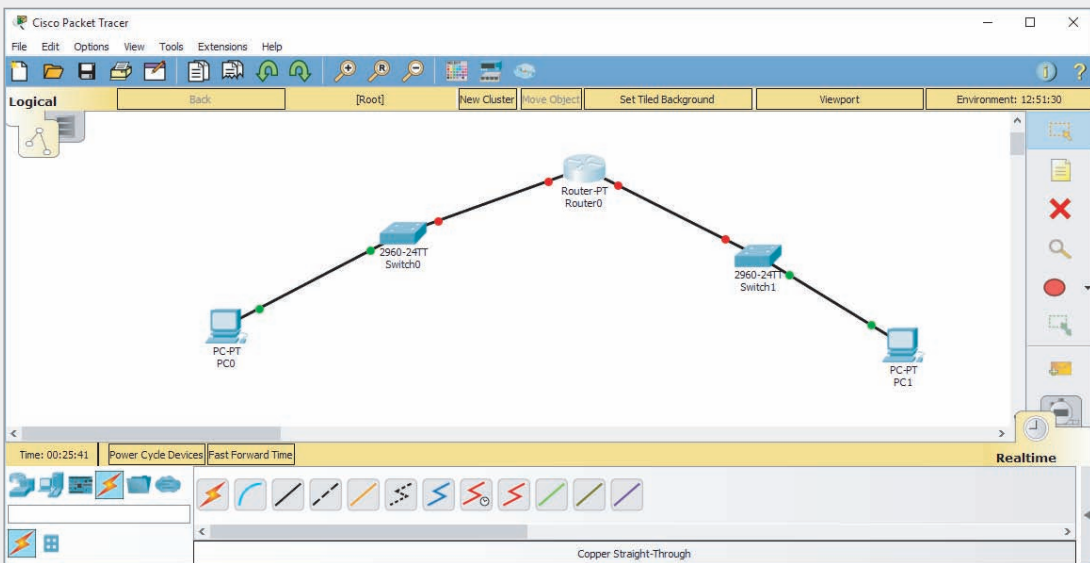 Cisco Packet Tracer
File Edit Options View Tools Extensions Help
Logical Back [Root] New Cluster Move Object Set Tiled Background Viewport Environment: 12:51:30
Router-PT
Router0
2960-24TT
Switch0
2960-24TT
Switch1
PC-PT
PC0
PC-PT
PC1
Time: 00:25:41 Power Cycle Devices Fast Forward Time Realtime
Copper Straight-Through